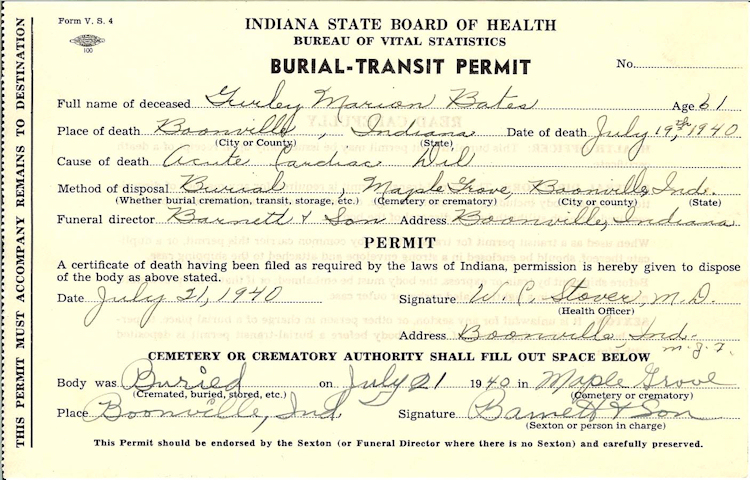 Form V. S. 4
100
INDIANA STATE BOARD OF HEALTH
BUREAU OF VITAL STATISTICS
BURIAL-TRANSIT PERMIT
No.
Full name of deceased Gurley Marion Bates Age 61
Place of death Boonville, Indiana Date of death July 19,th 1940
(City or County) (State)
Cause of death Acute Cardiac Dil
Method of disposal Burial, Maple Grove, Boonville, Ind.
(Whether burial cremation, transit, storage, etc.) (Cemetery or crematory) (City or county) (State)
Funeral director Barnett & Son Address Boonville, Indiana
PERMIT
A certificate of death having been filed as required by the laws of Indiana, permission is hereby given to dispose
of the body as above stated.
Date July 21, 1940 Signature W. P. Stover, M.D.
(Health Officer)
Address Boonville, Ind.
CEMETERY OR CREMATORY AUTHORITY SHALL FILL OUT SPACE BELOW
Body was Buried on July 21 1940 in Maple Grove
(Cremated, buried, stored, etc.) (Cemetery or crematory)
Place Boonville, Ind Signature Barnett & Son
(Sexton or person in charge)
This Permit should be endorsed by the Sexton (or Funeral Director where there is no Sexton) and carefully preserved.
THIS PERMIT MUST ACCOMPANY REMAINS TO DESTINATION